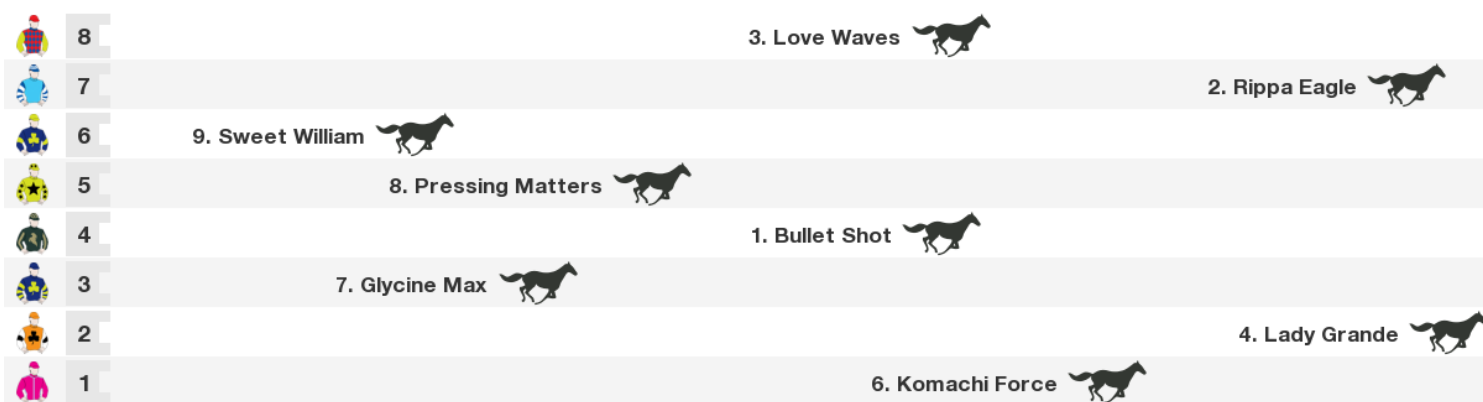 8 3. Love Waves
7 2. Rippa Eagle
6 9. Sweet William
5 8. Pressing Matters
4 1. Bullet Shot
3 7. Glycine Max
2 4. Lady Grande
1 6. Komachi Force